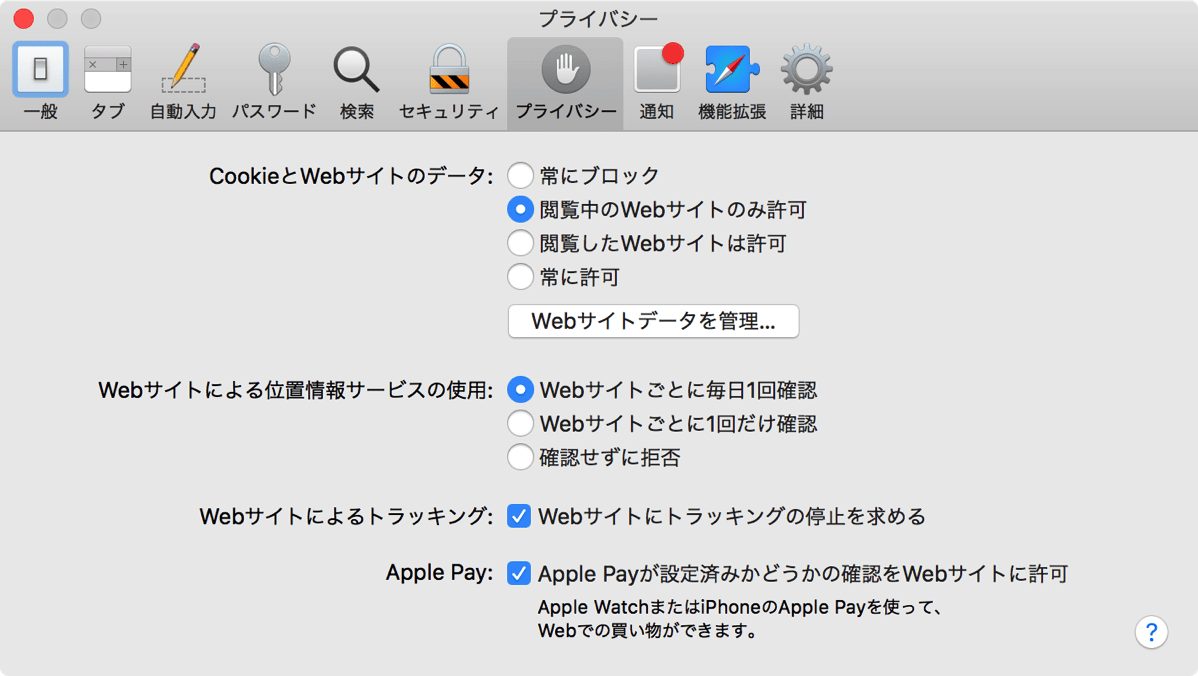 プライバシー
一般 タブ 自動入力 パスワード 検索 セキュリティ プライバシー 通知 機能拡張 詳細
CookieとWebサイトのデータ: 常にブロック
閲覧中のWebサイトのみ許可
閲覧したWebサイトは許可
常に許可
Webサイトデータを管理...
Webサイトによる位置情報サービスの使用: Webサイトごとに毎日1回確認
Webサイトごとに1回だけ確認
確認せずに拒否
Webサイトによるトラッキング: Webサイトにトラッキングの停止を求める
Apple Pay: Apple Payが設定済みかどうかの確認をWebサイトに許可
Apple WatchまたはiPhoneのApple Payを使って、
Webでの買い物ができます。
?